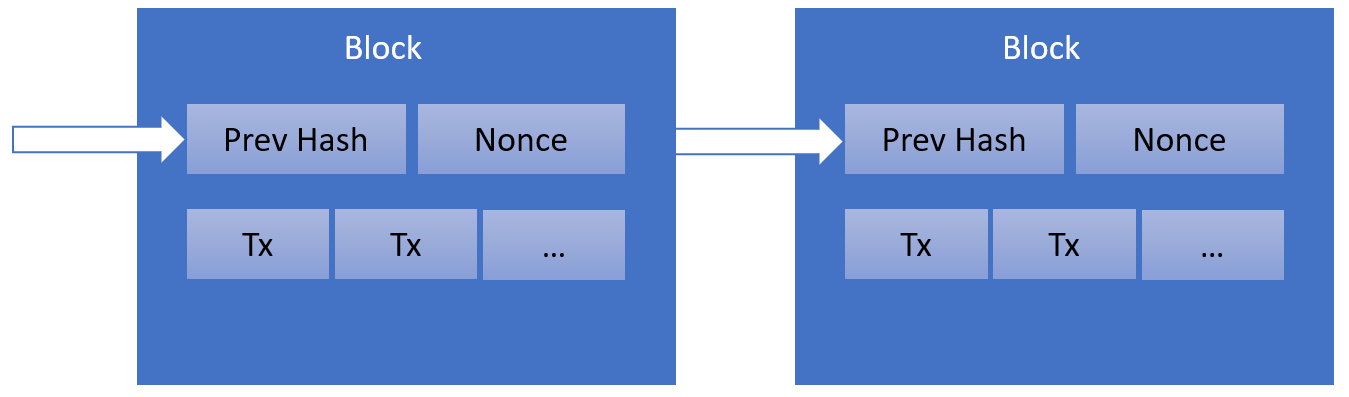 Block
Prev Hash
Nonce
Tx
Tx
...
Block
Prev Hash
Nonce
Tx
Tx
...